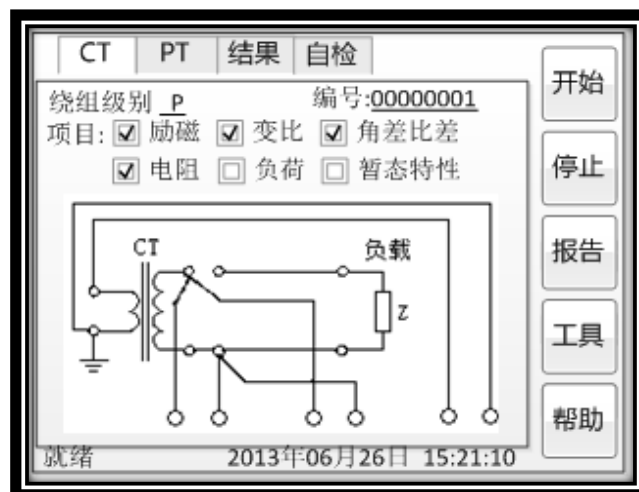 CT PT 结果 自检
绕组级别 P 编号:00000001
项目: 励磁 变比 角差比差
电阻 负荷 暂态特性
CT 负载
Z
就绪 2013年06月26日 15:21:10
开始
停止
报告
工具
帮助